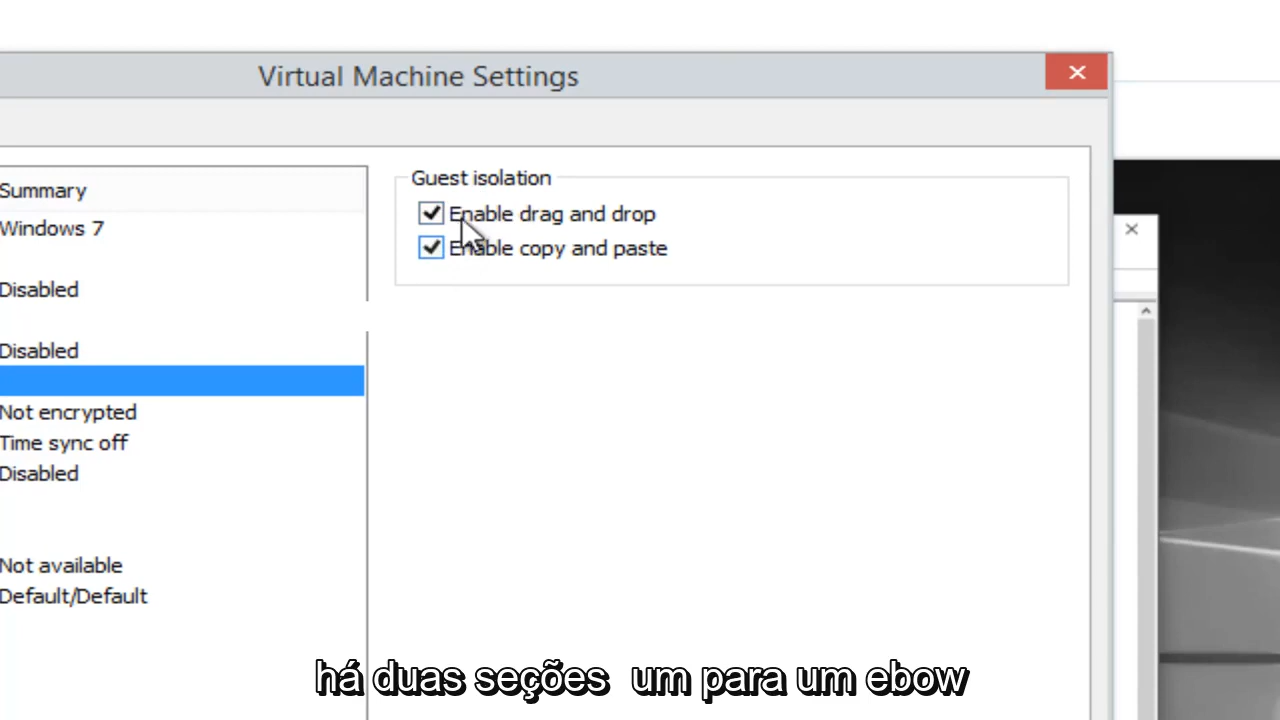 Virtual Machine Settings
Summary
Windows 7
Disabled
Disabled
Not encrypted
Time sync off
Disabled
Not available
Default/Default
Guest isolation
Enable drag and drop
Enable copy and paste
há duas seções um para um ebow